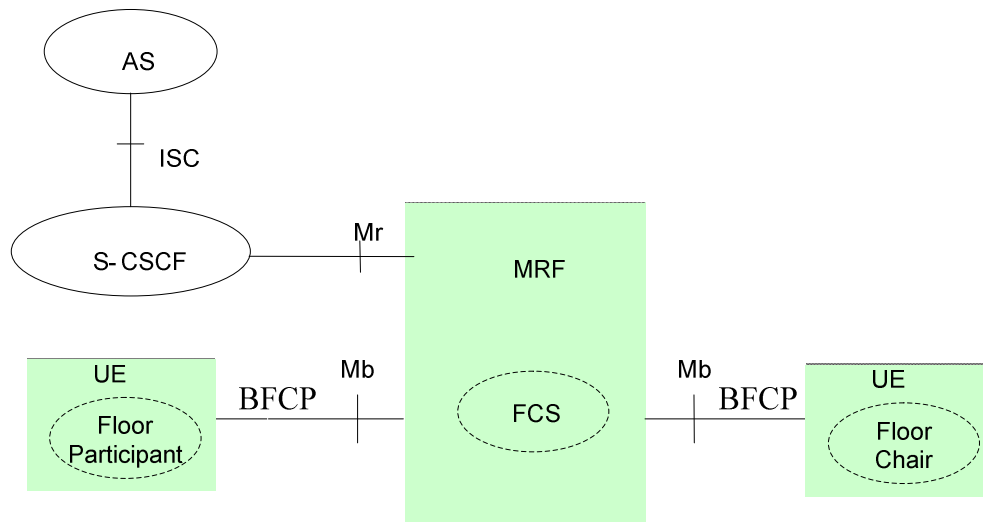 AS
ISC
S-CSCF
Mr
MRF
UE
Floor
Participant
BFCP
Mb
FCS
Mb
BFCP
UE
Floor
Chair